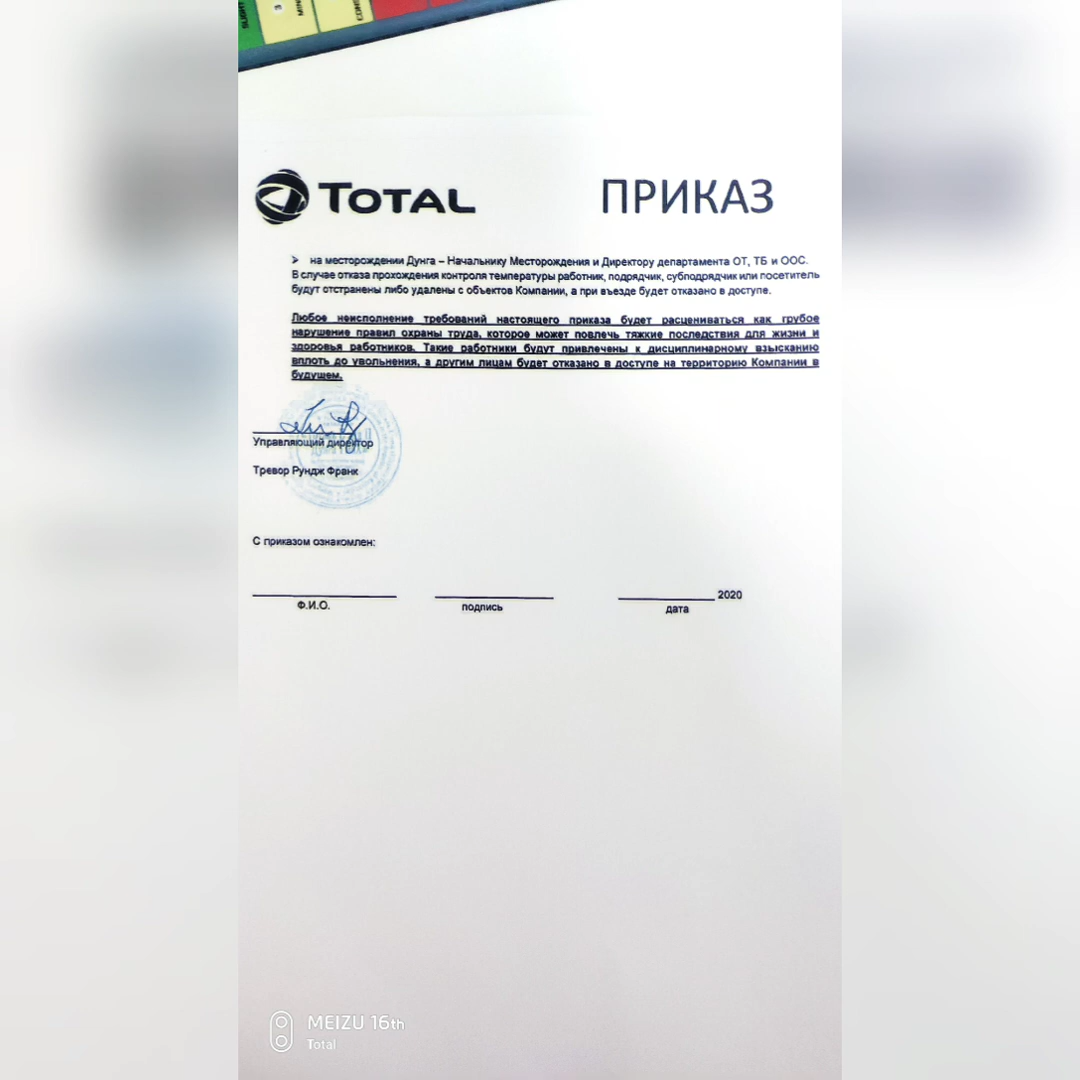 SLIGHT
3
MIN
CON
TOTAL
ПРИКАЗ
➢ на месторождении Дунга – Начальнику Месторождения и Директору департамента ОТ, ТБ и ООС.
В случае отказа прохождения контроля температуры работник, подрядчик, субподрядчик или посетитель
будут отстранены либо удалены с объектов Компании, а при въезде будет отказано в доступе.
Любое неисполнение требований настоящего приказа будет расцениваться как грубое
нарушение правил охраны труда, которое может повлечь тяжкие последствия для жизни и
здоровья работников. Такие работники будут привлечены к дисциплинарному взысканию
вплоть до увольнения, а другим лицам будет отказано в доступе на территорию Компании в
будущем.
Управляющий директор
Тревор Рундж Франк
С приказом ознакомлен:
2020
Ф.И.О. подпись дата
MEIZU 16th
Total